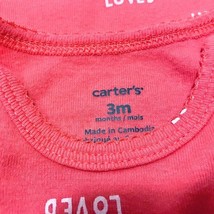 LOVED
carter's
3m
months / mois
Made in Cambodia
LOVED